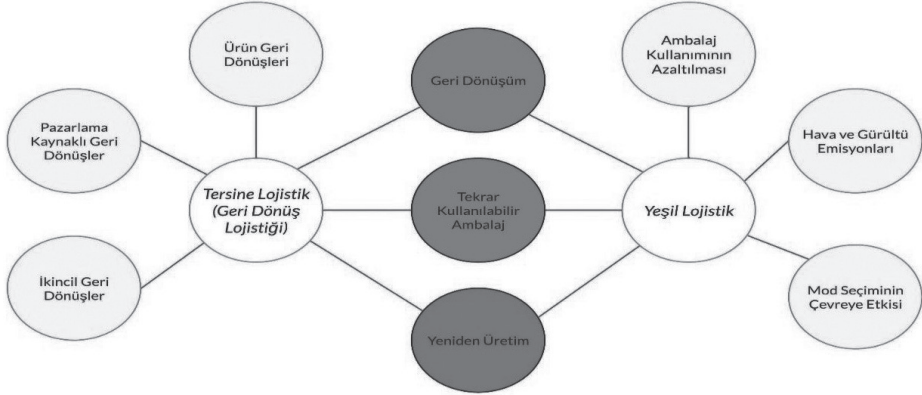 Ürün Geri
Dönüşleri
Pazarlama
Kaynaklı Geri
Dönüşler
İkincil Geri
Dönüşler
Tersine Lojistik
(Geri Dönüş
Lojistiği)
Geri Dönüşüm
Tekrar
Kullanılabilir
Ambalaj
Yeniden Üretim
Yeşil Lojistik
Ambalaj
Kullanımının
Azaltılması
Hava ve Gürültü
Emisyonları
Mod Seçiminin
Çevreye Etkisi